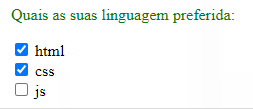 Quais as suas linguagem preferida:
html
css
js